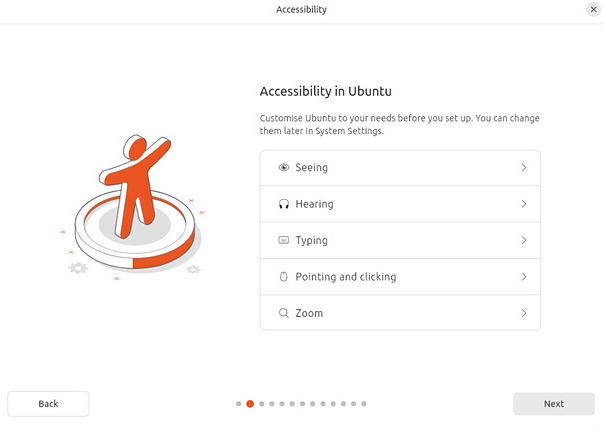 Accessibility
Accessibility in Ubuntu
Customise Ubuntu to your needs before you set up. You can change
them later in System Settings.
Seeing
Hearing
Typing
Pointing and clicking
Zoom
Back
Next